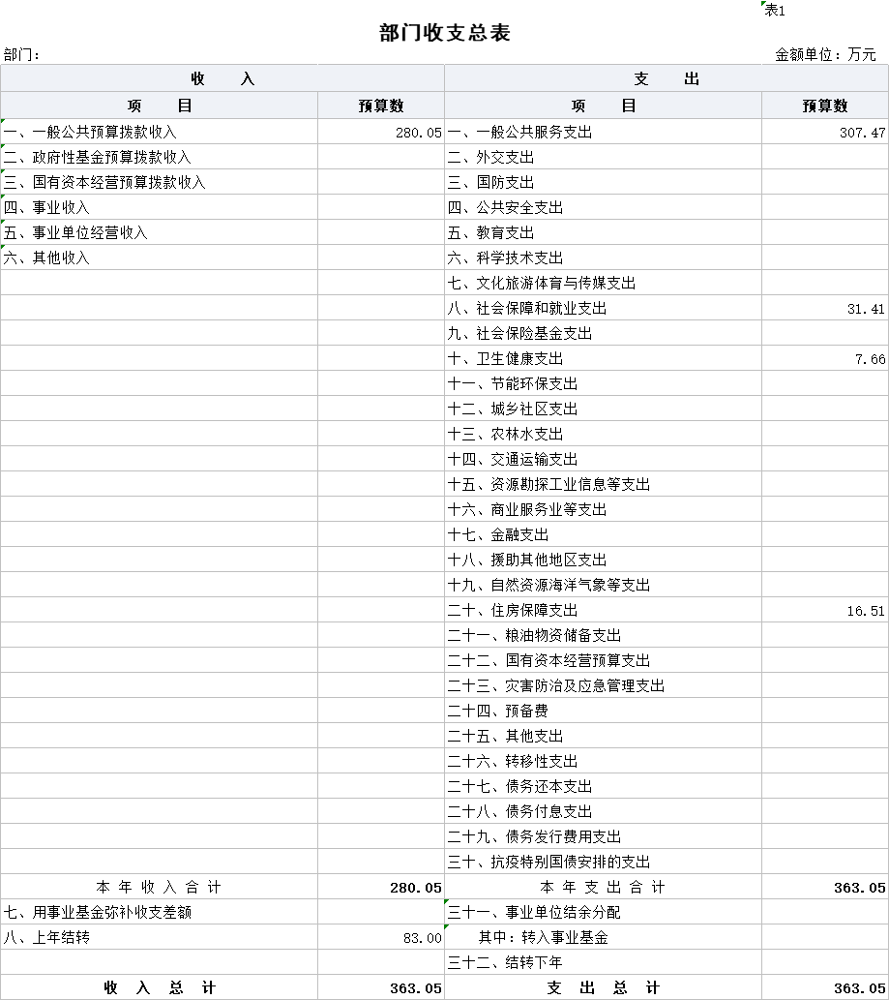 表1
部门收支总表
部门： 金额单位：万元
收 入 支 出
项 目 预算数 项 目 预算数
一、一般公共预算拨款收入 280.05 一、一般公共服务支出 307.47
二、政府性基金预算拨款收入 二、外交支出
三、国有资本经营预算拨款收入 三、国防支出
四、事业收入 四、公共安全支出
五、事业单位经营收入 五、教育支出
六、其他收入 六、科学技术支出
七、文化旅游体育与传媒支出
八、社会保障和就业支出 31.41
九、社会保险基金支出
十、卫生健康支出 7.66
十一、节能环保支出
十二、城乡社区支出
十三、农林水支出
十四、交通运输支出
十五、资源勘探工业信息等支出
十六、商业服务业等支出
十七、金融支出
十八、援助其他地区支出
十九、自然资源海洋气象等支出
二十、住房保障支出 16.51
二十一、粮油物资储备支出
二十二、国有资本经营预算支出
二十三、灾害防治及应急管理支出
二十四、预备费
二十五、其他支出
二十六、转移性支出
二十七、债务还本支出
二十八、债务付息支出
二十九、债务发行费用支出
三十、抗疫特别国债安排的支出
本 年 收 入 合 计 280.05 本 年 支 出 合 计 363.05
七、用事业基金弥补收支差额 三十一、事业单位结余分配
八、上年结转 83.00 其中：转入事业基金
三十二、结转下年
收 入 总 计 363.05 支 出 总 计 363.05